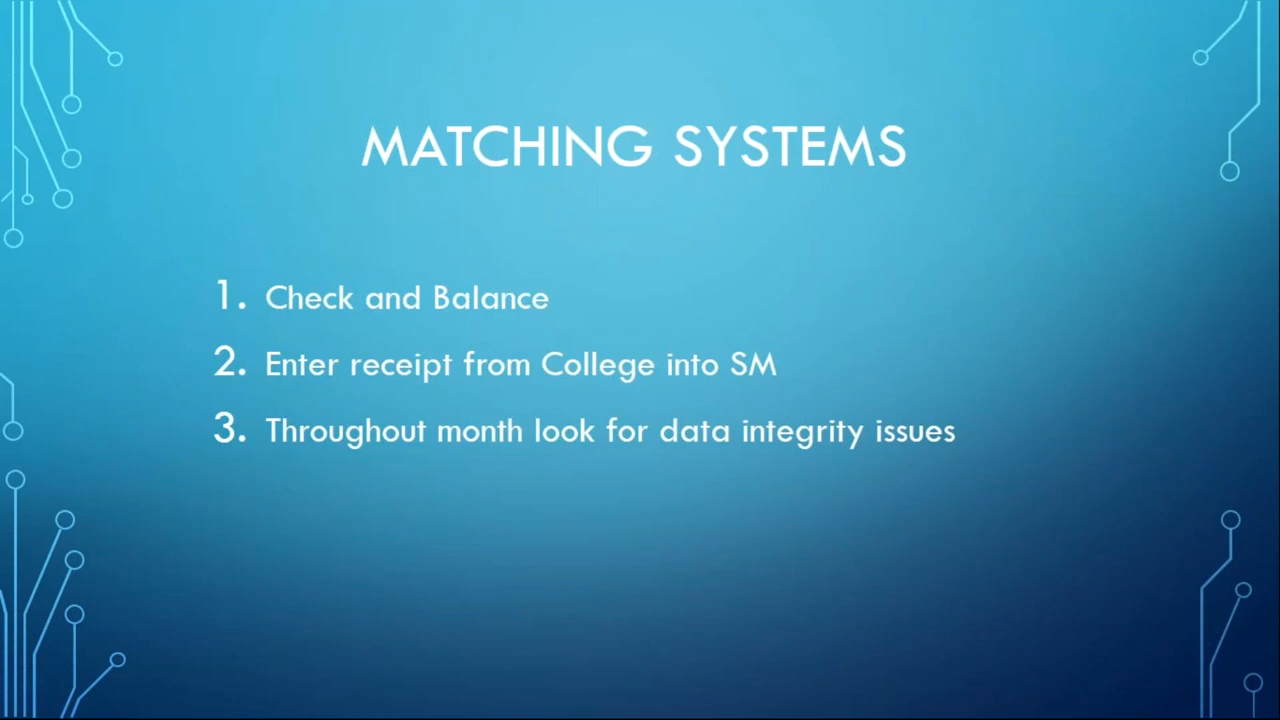 MATCHING SYSTEMS
1. Check and Balance
2. Enter receipt from College into SM
3. Throughout month look for data integrity issues